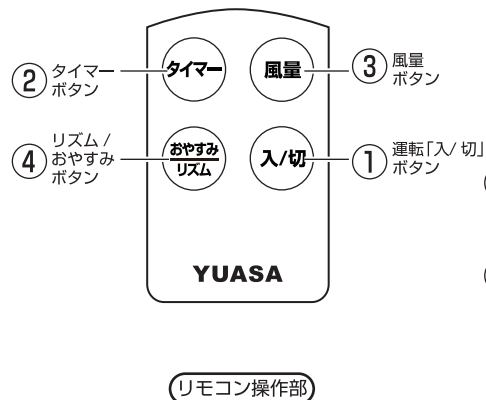 タイマー
風量
② タイマー
ボタン
③ 風量
ボタン
おやすみ
リズム
入/切
④ リズム /
おやすみ
ボタン
① 運転「入/ 切」
ボタン
YUASA
リモコン操作部